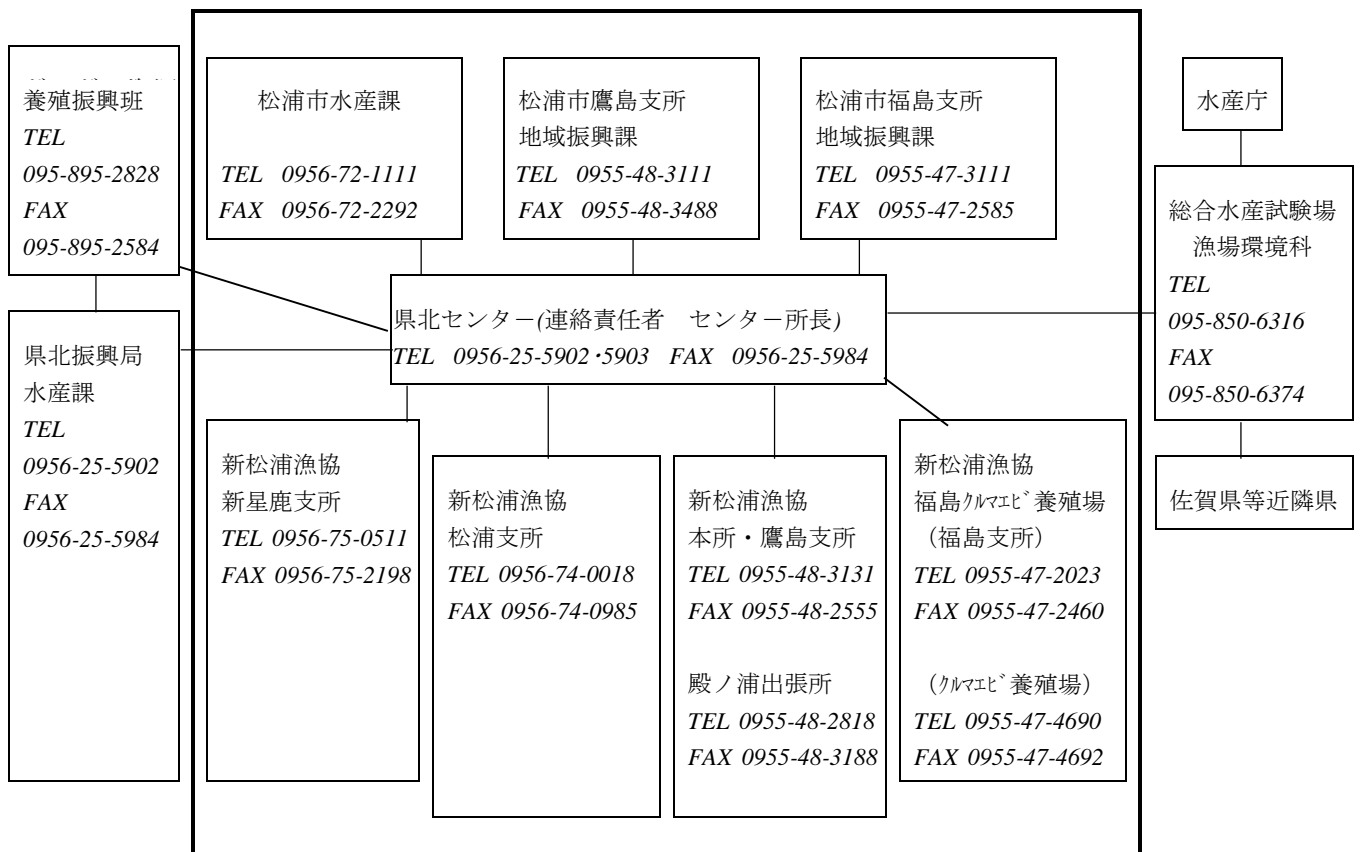 養殖振興班
TEL
095-895-2828
FAX
095-895-2584
県北振興局
水産課
TEL
0956-25-5902
FAX
0956-25-5984
松浦市水産課
TEL 0956-72-1111
FAX 0956-72-2292
松浦市鷹島支所
地域振興課
TEL 0955-48-3111
FAX 0955-48-3488
松浦市福島支所
地域振興課
TEL 0955-47-3111
FAX 0955-47-2585
県北センター(連絡責任者　センター所長)
TEL 0956-25-5902・5903 FAX 0956-25-5984
新松浦漁協
新星鹿支所
TEL 0956-75-0511
FAX 0956-75-2198
新松浦漁協
松浦支所
TEL 0956-74-0018
FAX 0956-74-0985
新松浦漁協
本所・鷹島支所
TEL 0955-48-3131
FAX 0955-48-2555
殿ノ浦出張所
TEL 0955-48-2818
FAX 0955-48-3188
新松浦漁協
福島ｸﾙﾏｴﾋﾞ養殖場
（福島支所）
TEL 0955-47-2023
FAX 0955-47-2460
（ｸﾙﾏｴﾋﾞ養殖場）
TEL 0955-47-4690
FAX 0955-47-4692
水産庁
総合水産試験場
漁場環境科
TEL
095-850-6316
FAX
095-850-6374
佐賀県等近隣県